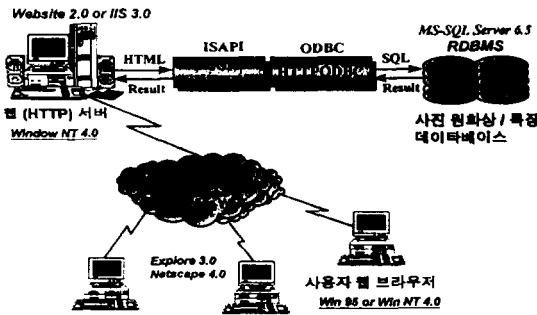 Website 2.0 or IIS 3.0
ISAPI
ODBC
MS-SQL Server 6.5
RDBMS
HTML
SQL
HTTPODBC
Result
Result
웹 (HTTP) 서버
Window NT 4.0
사진 원화상 / 특징
데이타베이스
Explore 3.0
Netscape 4.0
사용자 웹 브라우저
Win 95 or Win NT 4.0